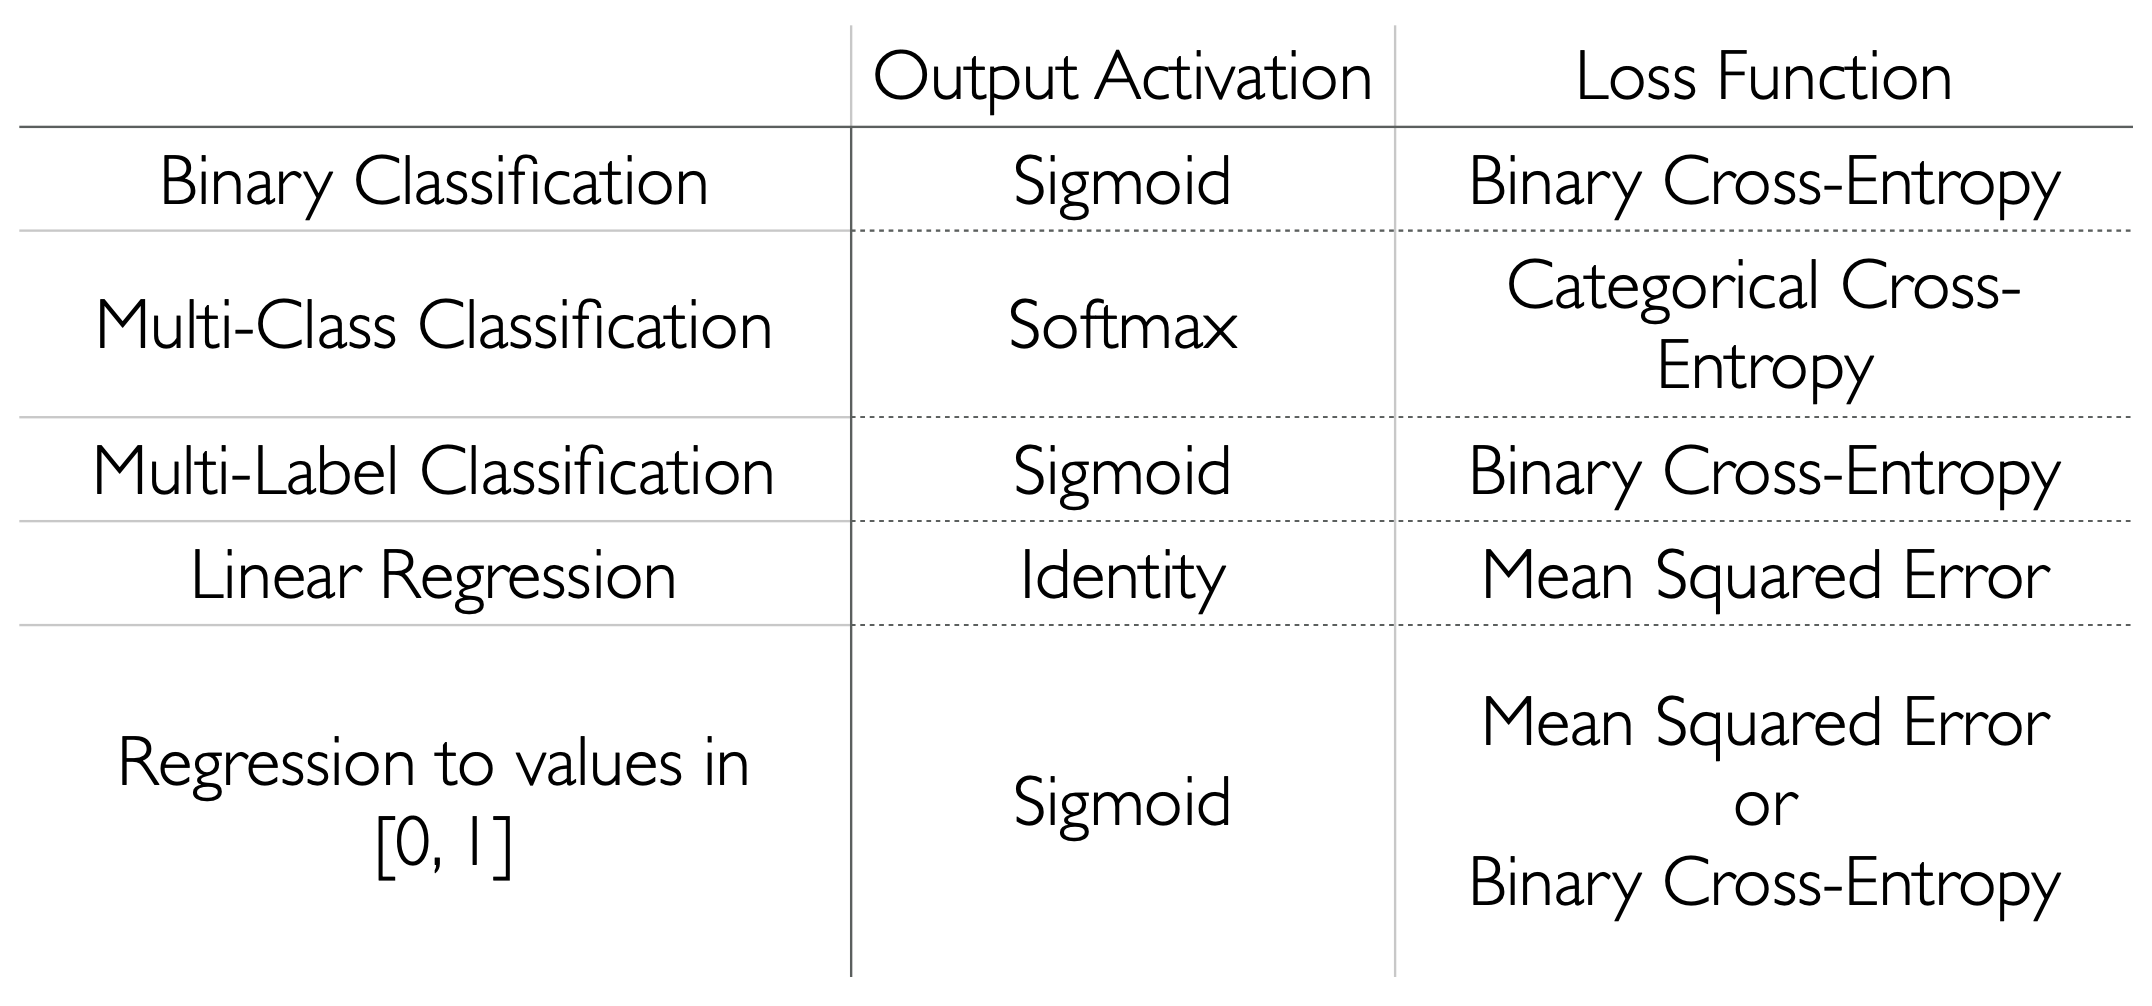 Output Activation Loss Function
Binary Classification Sigmoid Binary Cross-Entropy
Multi-Class Classification Softmax Categorical Cross-
Entropy
Multi-Label Classification Sigmoid Binary Cross-Entropy
Linear Regression Identity Mean Squared Error
Regression to values in
[0, 1]
Sigmoid
Mean Squared Error
or
Binary Cross-Entropy